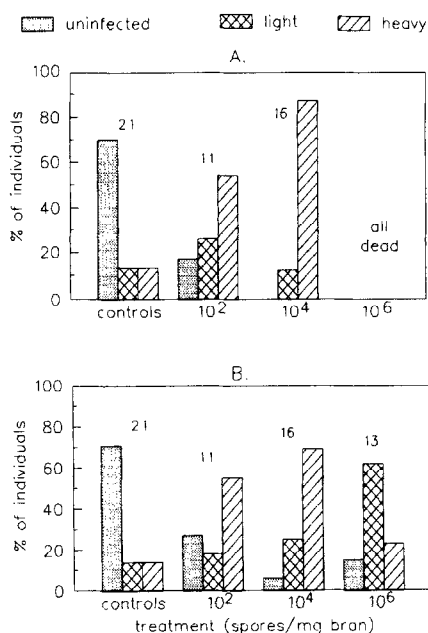 uninfected light heavy
A.
100
80
60
40
20
0
% of individuals
21
11
16
all
dead
controls 10² 10⁴ 10⁶
B.
100
80
60
40
20
0
% of individuals
21
11
16
13
controls 10² 10⁴ 10⁶
treatment (spores/mg bran)